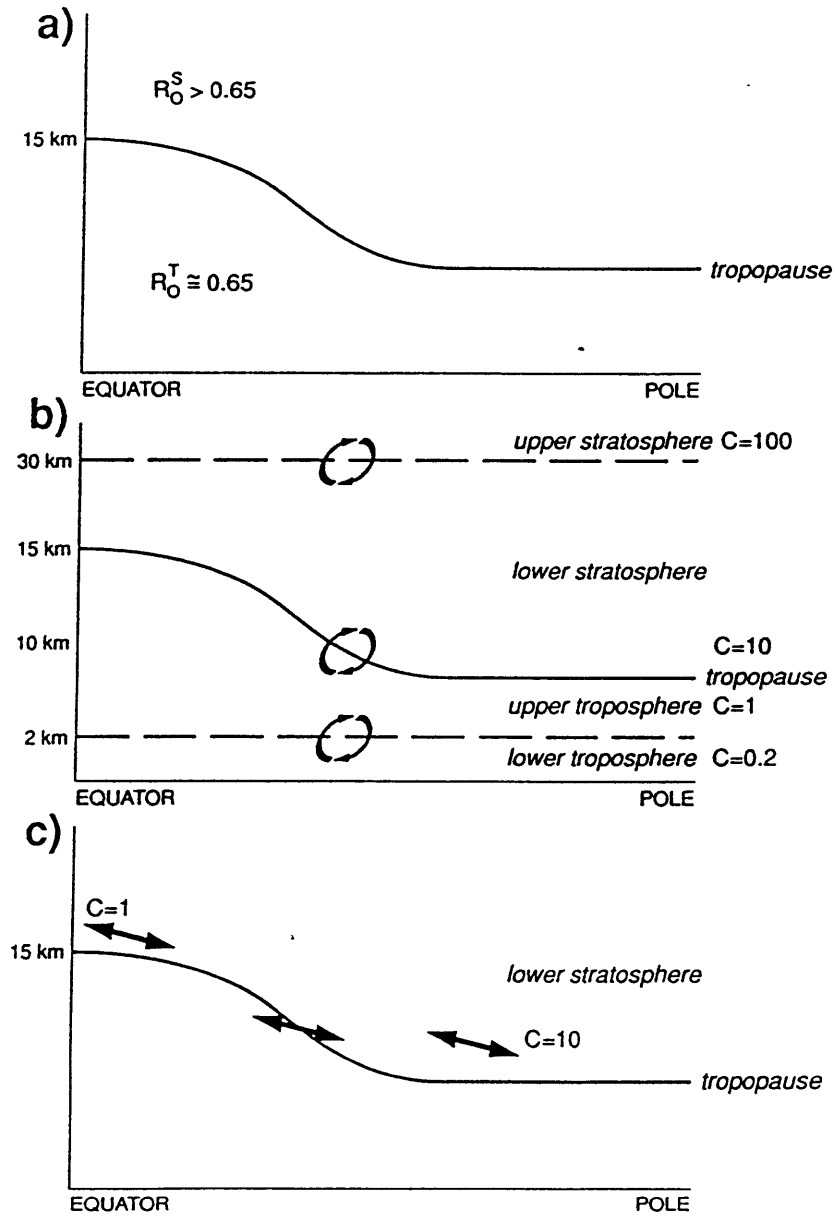 a)
R_O^S > 0.65
15 km
R_O^T ≅ 0.65
tropopause
EQUATOR POLE
b)
upper stratosphere C=100
30 km
15 km
lower stratosphere
10 km
C=10
tropopause
upper troposphere C=1
2 km
lower troposphere C=0.2
EQUATOR POLE
c)
C=1
15 km
lower stratosphere
C=10
tropopause
EQUATOR POLE